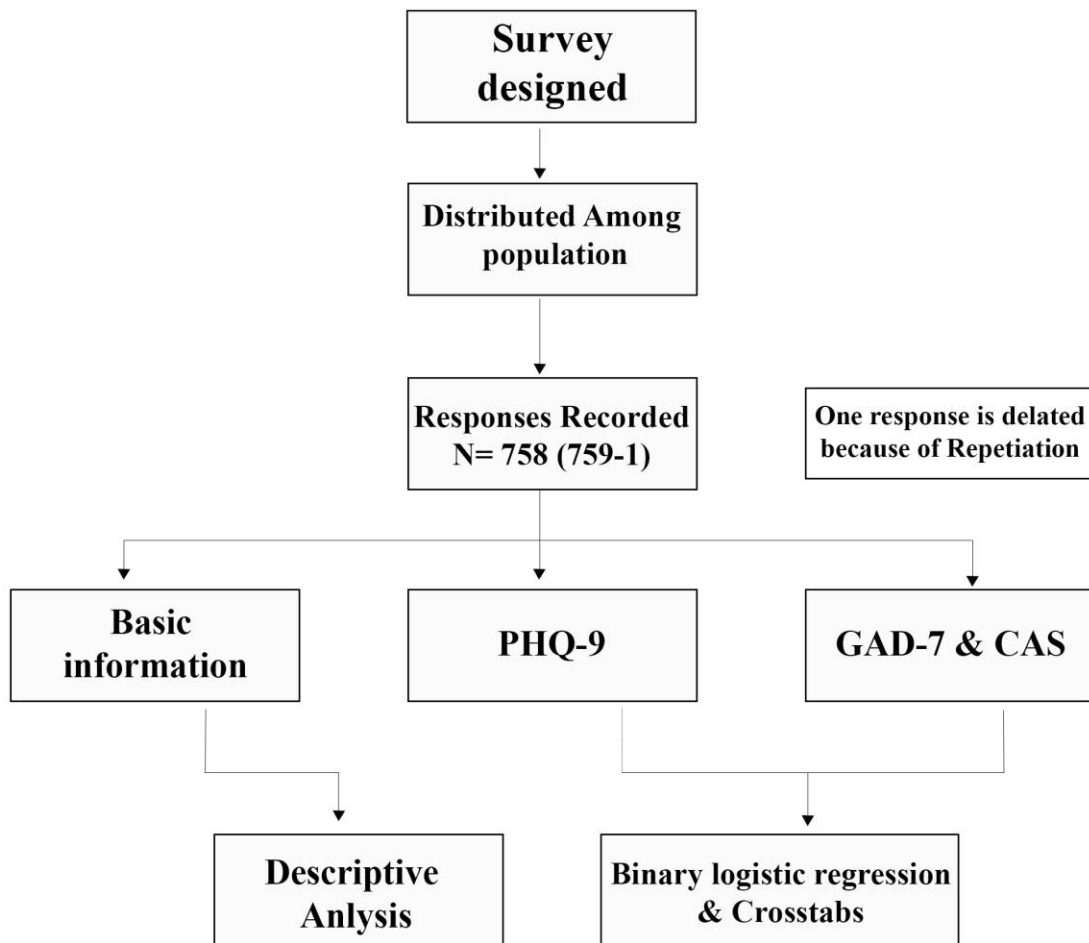 Survey
designed
Distributed Among
population
Responses Recorded
N= 758 (759-1)
One response is delated
because of Repetiation
Basic
information
PHQ-9
GAD-7 & CAS
Descriptive
Anlysis
Binary logistic regression
& Crosstabs